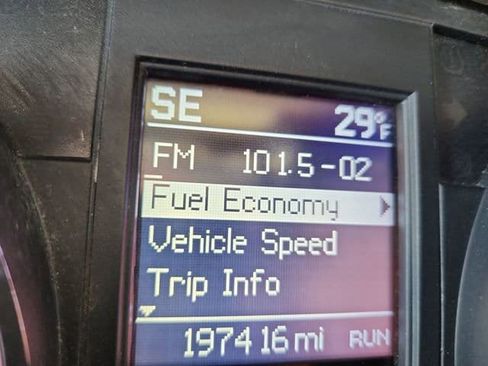 SE 29°F
FM 101.5-02
Fuel Economy
Vehicle Speed
Trip Info
197416 mi RUN